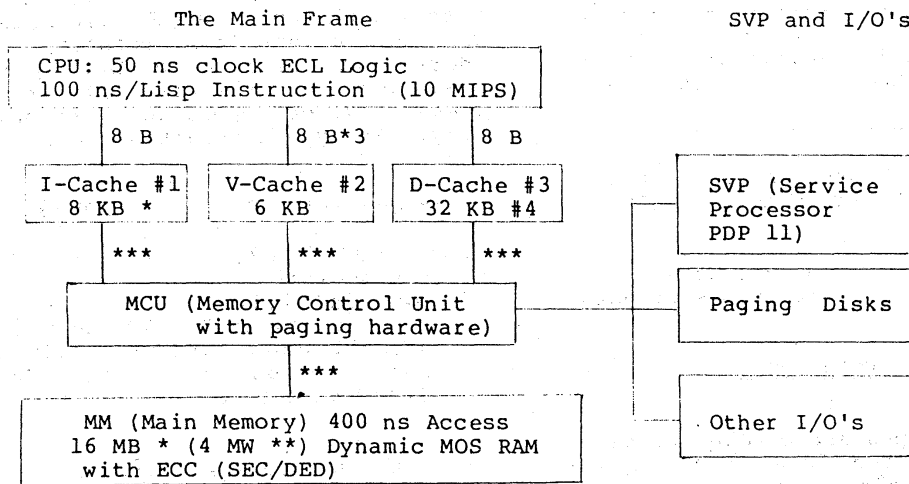 The Main Frame
SVP and I/O's
CPU: 50 ns clock ECL Logic
100 ns/Lisp Instruction (10 MIPS)
8 B
8 B*3
8 B
I-Cache #1
8 KB *
V-Cache #2
6 KB
D-Cache #3
32 KB #4
***
***
***
MCU (Memory Control Unit
with paging hardware)
***
MM (Main Memory) 400 ns Access
16 MB * (4 MW **) Dynamic MOS RAM
with ECC (SEC/DED)
SVP (Service
Processor
PDP 11)
Paging Disks
Other I/O's